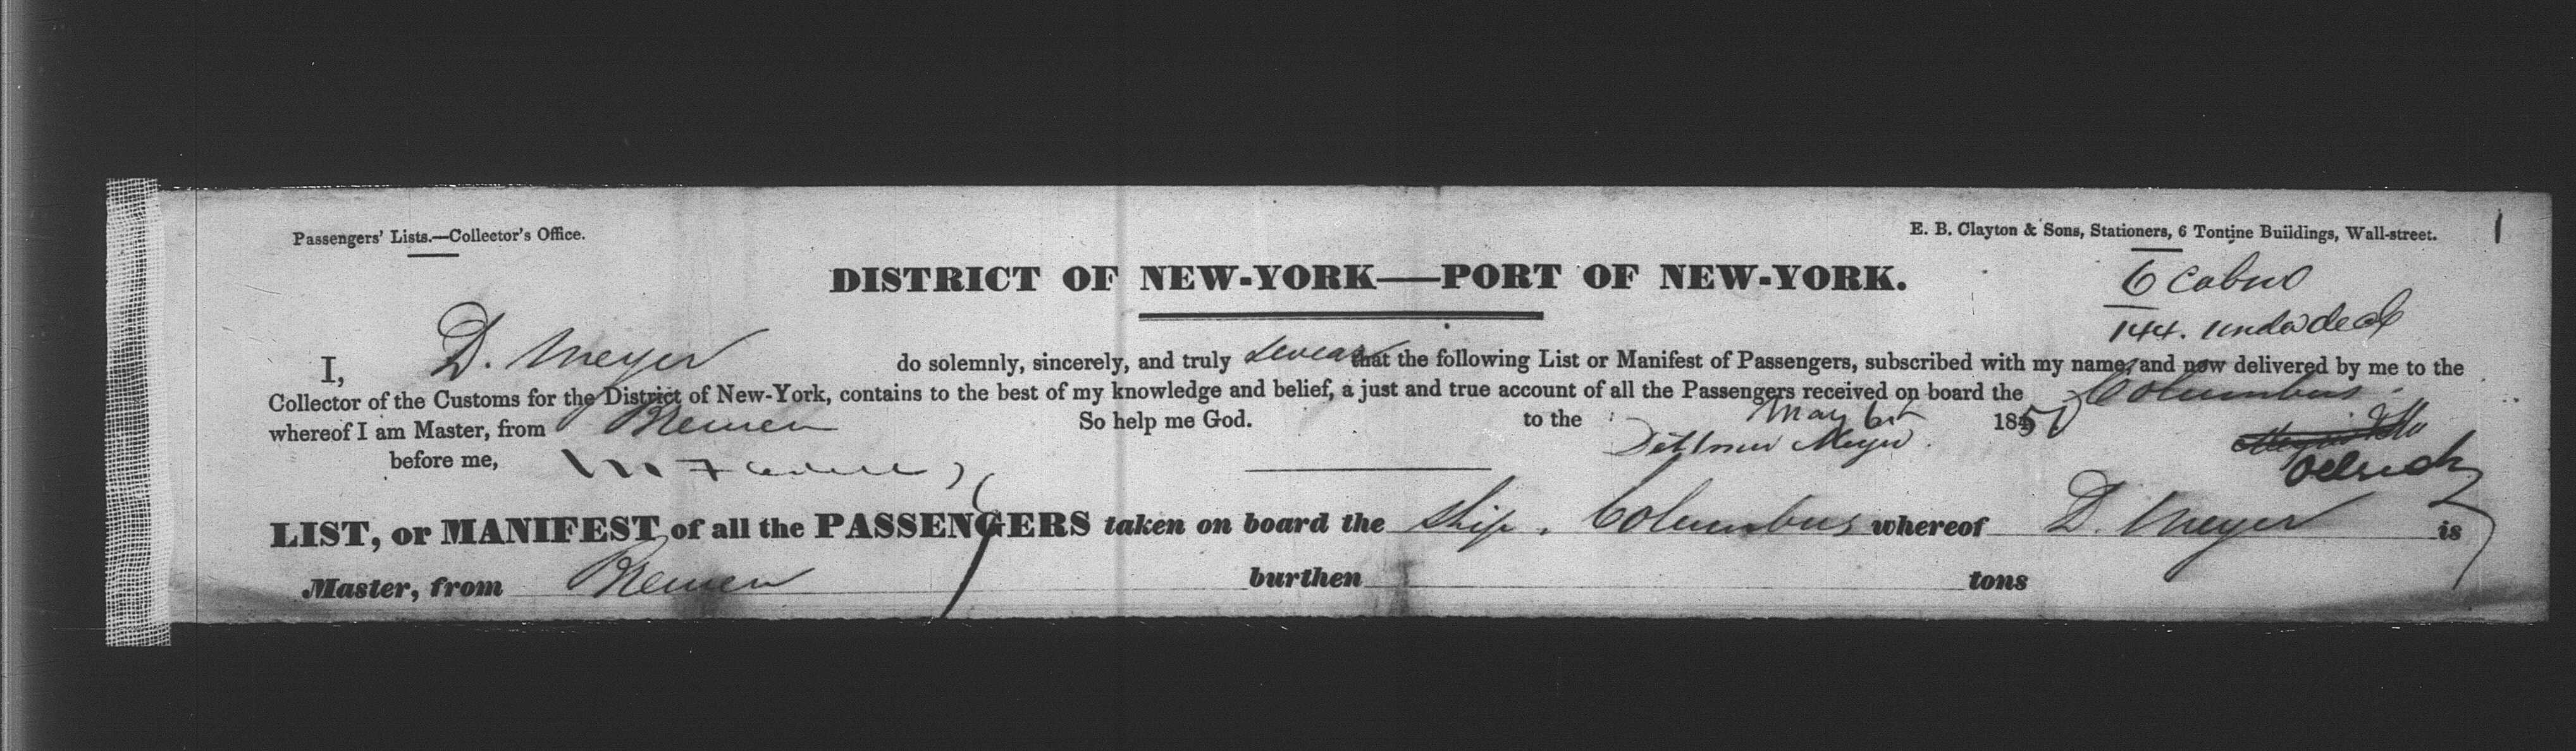 Passengers' Lists.—Collector's Office.
E. B. Clayton & Sons, Stationers, 6 Tontine Buildings, Wall-street.
1
DISTRICT OF NEW-YORK——PORT OF NEW-YORK.
6 cabin
144. under deck
I, D. Meyer do solemnly, sincerely, and truly swear that the following List or Manifest of Passengers, subscribed with my name, and now delivered by me to the
Collector of the Customs for the District of New-York, contains to the best of my knowledge and belief, a just and true account of all the Passengers received on board the Columbus
whereof I am Master, from Bremen So help me God. to the May 185
before me, Meyer
Oelrich
LIST, or MANIFEST of all the PASSENGERS taken on board the Ship. Columbus whereof D. Meyer is
Master, from Bremen burthen tons